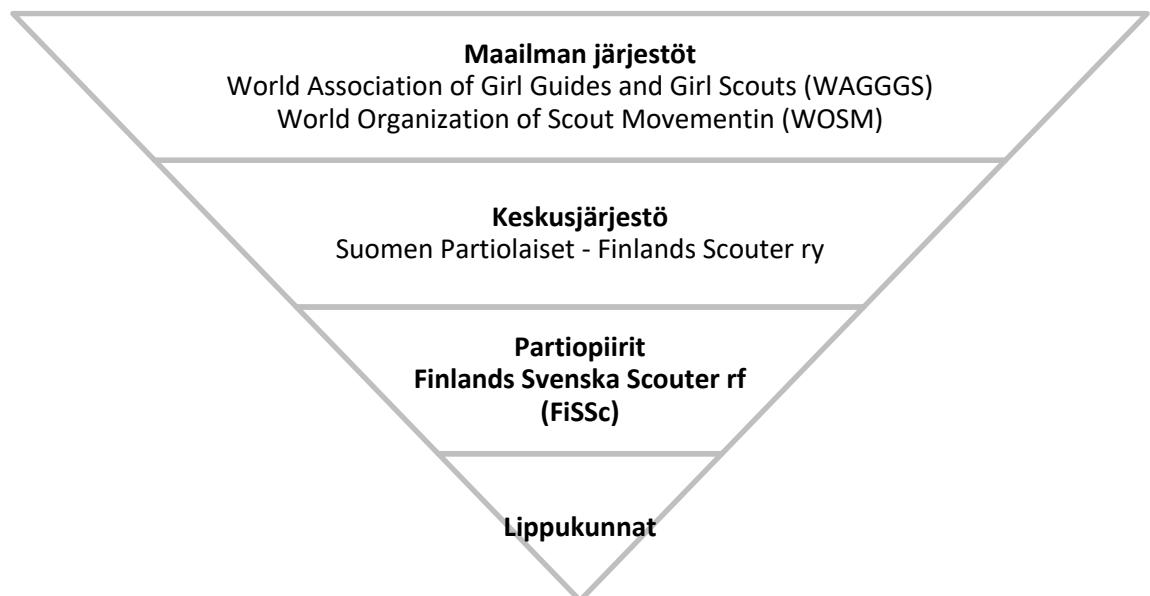 Maailman järjestöt
World Association of Girl Guides and Girl Scouts (WAGGGS)
World Organization of Scout Movementin (WOSM)
Keskusjärjestö
Suomen Partiolaiset - Finlands Scouter ry
Partiopiirit
Finlands Svenska Scouter rf
(FiSSc)
Lippukunnat